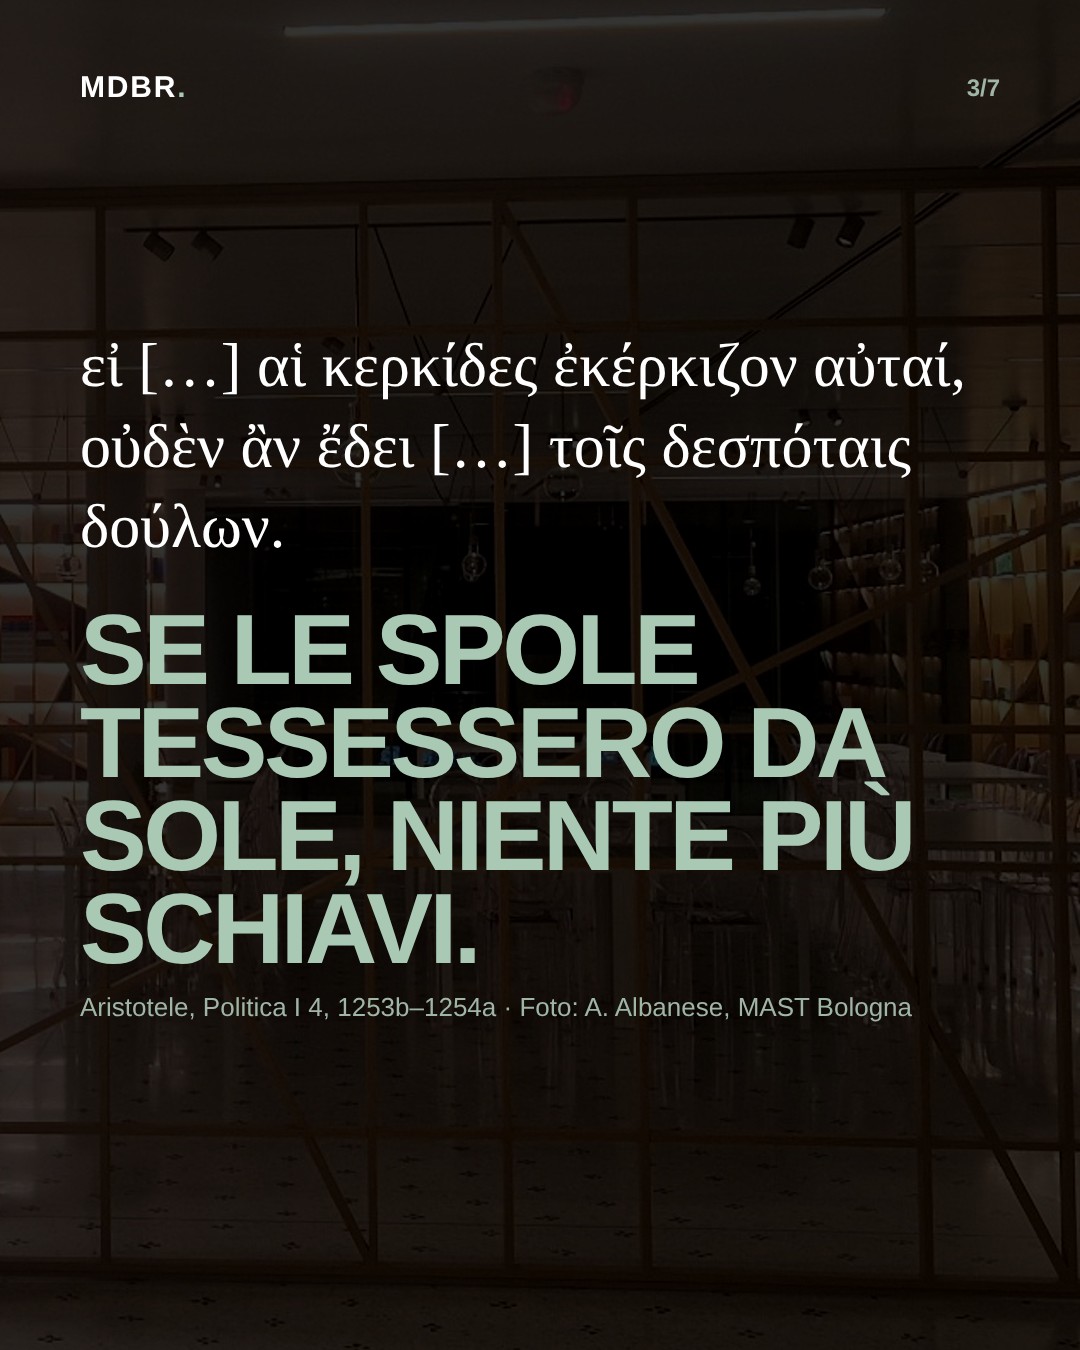 MDBR.
3/7
εἰ […] αἱ κερκίδες ἐκέρκιζον αὐταί,
οὐδὲν ἂν ἔδει […] τοῖς δεσπόταις
δούλων.
SE LE SPOLE
TESSESSERO DA
SOLE, NIENTE PIÙ
SCHIAVI.
Aristotele, Politica I 4, 1253b–1254a · Foto: A. Albanese, MAST Bologna